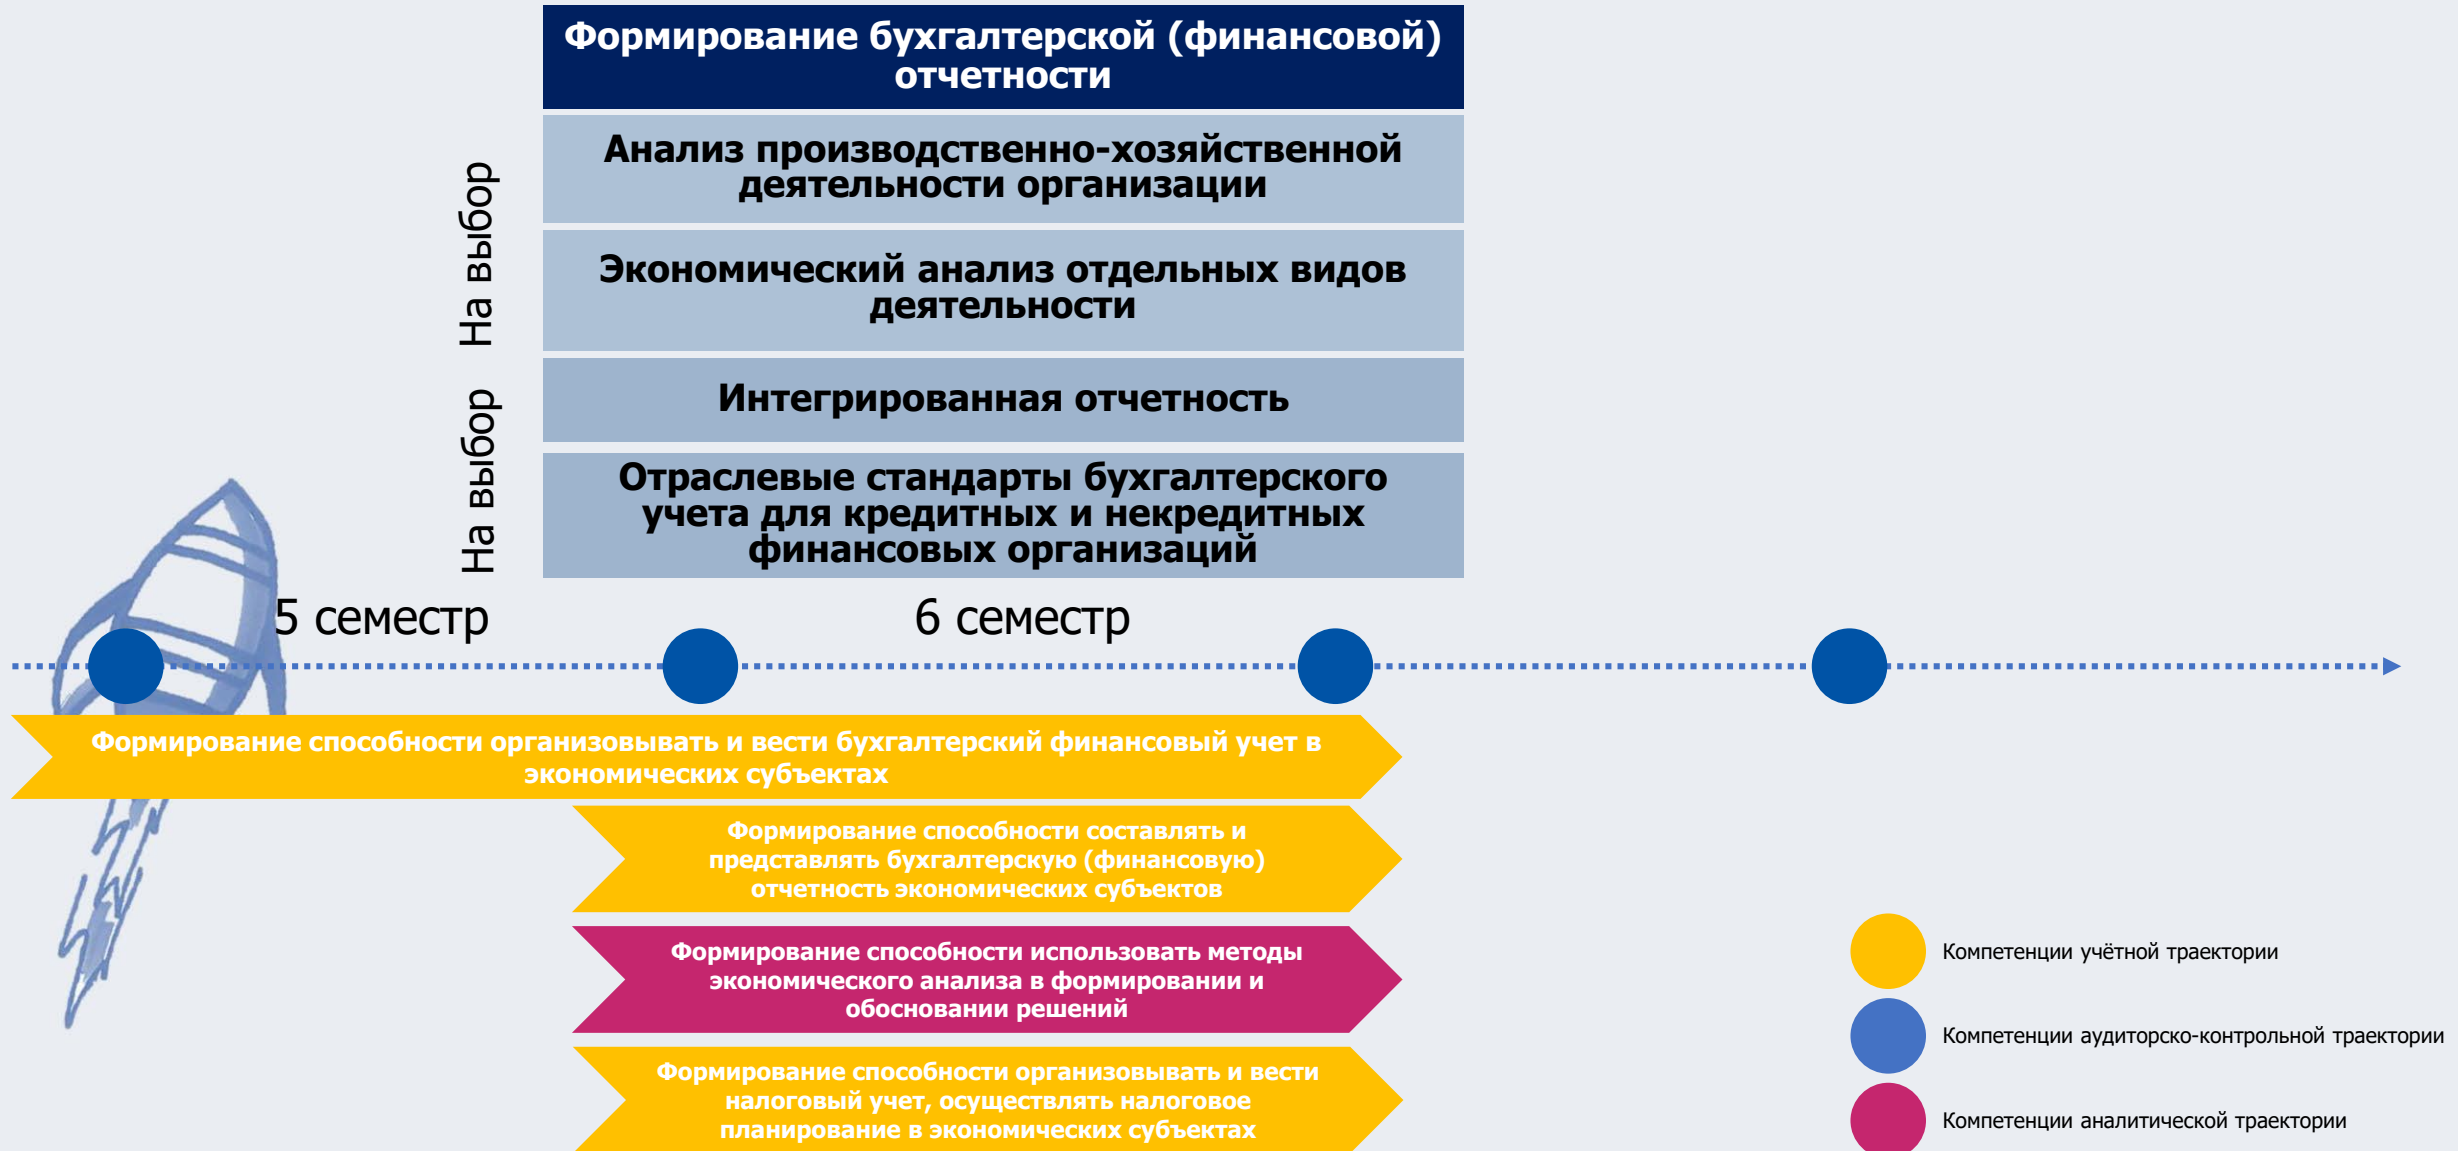 Формирование бухгалтерской (финансовой)
отчетности
На выбор
Анализ производственно-хозяйственной
деятельности организации
Экономический анализ отдельных видов
деятельности
На выбор
Интегрированная отчетность
Отраслевые стандарты бухгалтерского
учета для кредитных и некредитных
финансовых организаций
5 семестр
6 семестр
Формирование способности организовывать и вести бухгалтерский финансовый учет в
экономических субъектах
Формирование способности составлять и
представлять бухгалтерскую (финансовую)
отчетность экономических субъектов
Формирование способности использовать методы
экономического анализа в формировании и
обосновании решений
Формирование способности организовывать и вести
налоговый учет, осуществлять налоговое
планирование в экономических субъектах
Компетенции учётной траектории
Компетенции аудиторско-контрольной траектории
Компетенции аналитической траектории